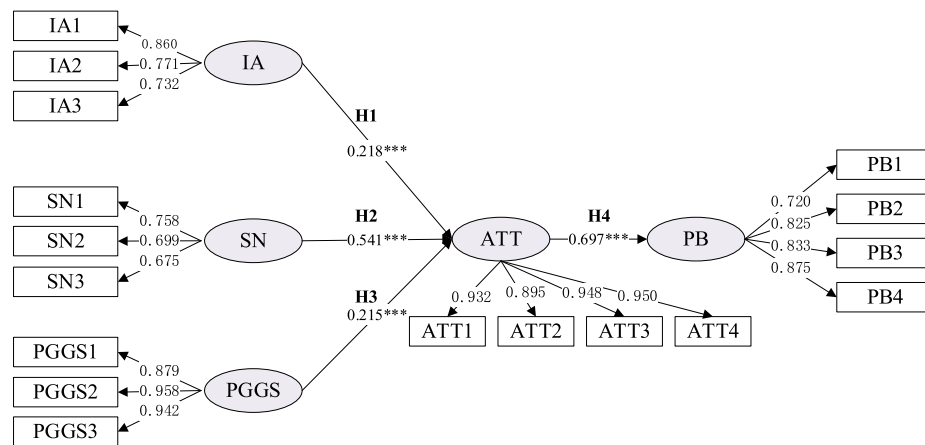 IA1
0.860
IA2
0.771
IA3
0.732
IA
H1
0.218***
SN1
0.758
SN2
0.699
SN3
0.675
SN
H2
0.541***
ATT
H4
0.697***
PB
PB1
0.720
PB2
0.825
PB3
0.833
PB4
0.875
H3
0.215***
0.932
0.895
0.948
0.950
ATT1
ATT2
ATT3
ATT4
PGGS1
0.879
PGGS2
0.958
PGGS3
0.942
PGGS